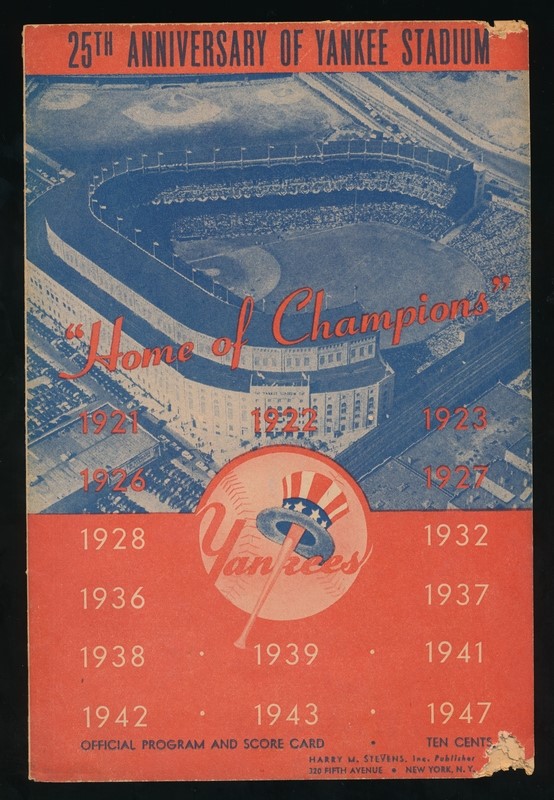 25TH ANNIVERSARY OF YANKEE STADIUM
"Home of Champions"
1921 1922 1923
1926 1927
Yankees
1928 1932
1936 1937
1938 • 1939 • 1941
1942 • 1943 • 1947
OFFICIAL PROGRAM AND SCORE CARD • TEN CENTS
HARRY M. STEVENS, Inc. Publisher
320 FIFTH AVENUE • NEW YORK, N. Y.